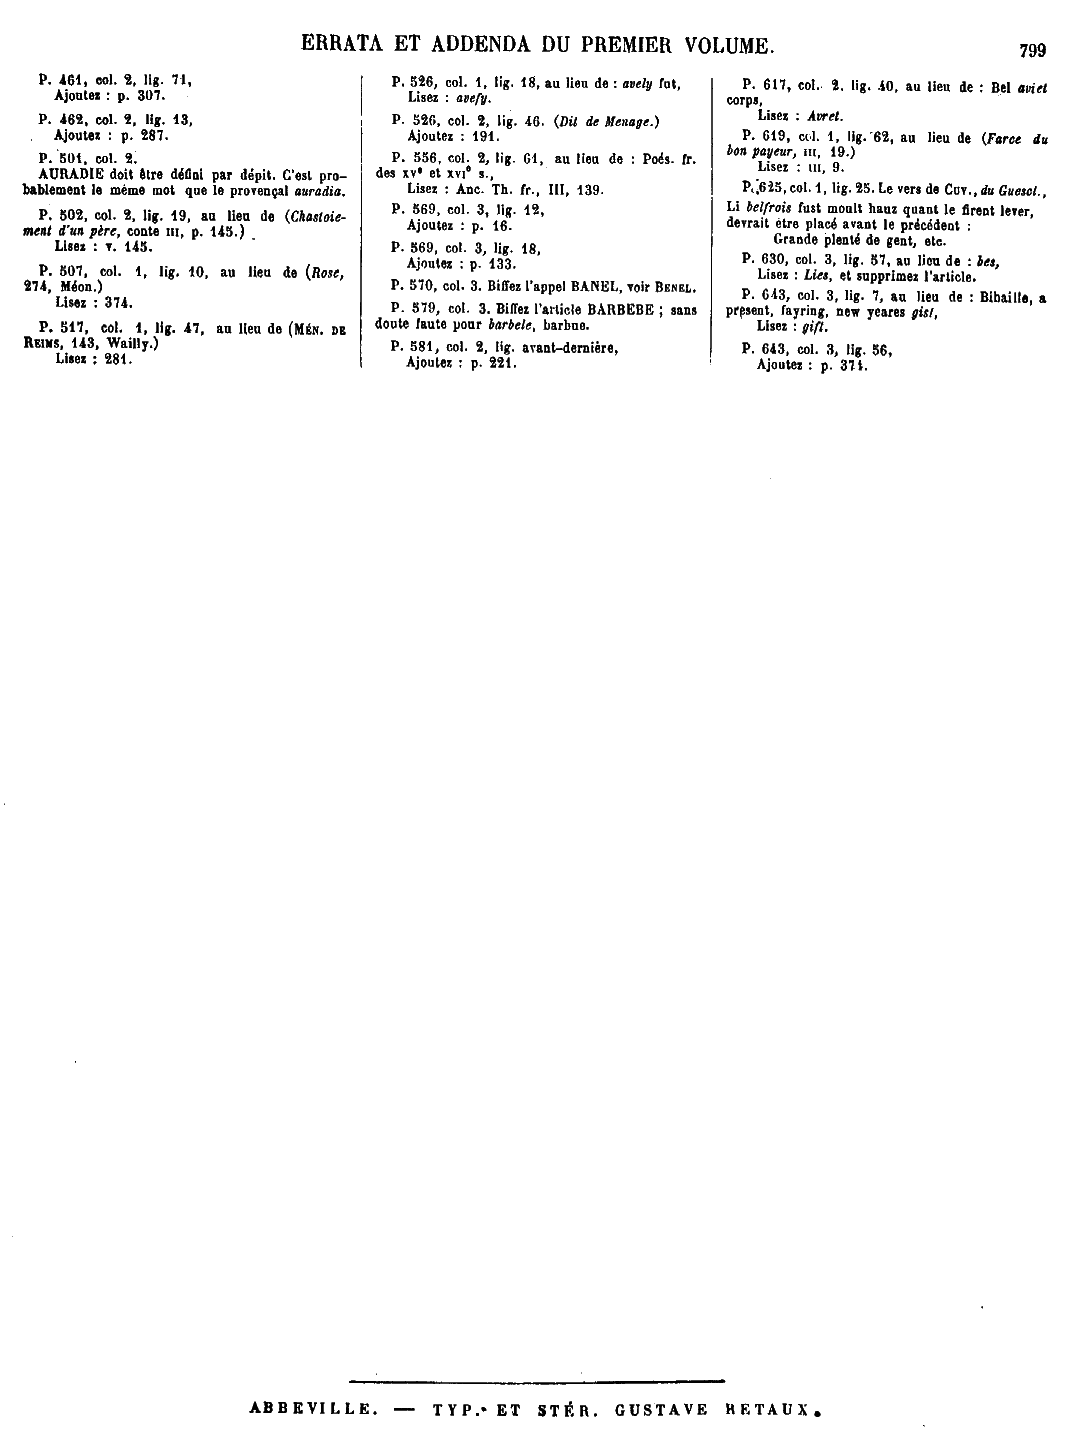 ERRATA ET ADDENDA DU PREMIER VOLUME.
799
P. 461, col. 2, lig. 71,
Ajoutez : p. 307.
P. 462, col. 2, lig. 13,
Ajoutez : p. 287.
P. 501, col. 2.
AURADIE doit être défini par dépit. C'est pro-
bablement le même mot que le provençal auradia.
P. 502, col. 2, lig. 19, au lieu de (Chastoie-
ment d'un père, conte III, p. 145.)
Lisez : v. 145.
P. 507, col. 1, lig. 10, au lieu de (Rose,
274, Méon.)
Lisez : 374.
P. 517, col. 1, lig. 47, au lieu de (MÉN. DE
REIMS, 143, Wailly.)
Lisez : 281.
P. 526, col. 1, lig. 18, au lieu de : avely fut,
Lisez : avefy.
P. 526, col. 2, lig. 46. (Dit de Menage.)
Ajoutez : 191.
P. 556, col. 2, lig. 61, au lieu de : Poés. fr.
des XVe et XVIe s.,
Lisez : Anc. Th. fr., III, 139.
P. 569, col. 3, lig. 12,
Ajoutez : p. 16.
P. 569, col. 3, lig. 18,
Ajoutez : p. 133.
P. 570, col. 3. Biffez l'appel BANEL, voir BENEL.
P. 579, col. 3. Biffez l'article BARBEBE ; sans
doute faute pour barbele, barbue.
P. 581, col. 2, lig. avant-dernière,
Ajoutez : p. 221.
P. 617, col. 2, lig. 40, au lieu de : Bel aviet
corps,
Lisez : Avret.
P. 619, col. 1, lig. 62, au lieu de (Farce du
bon payeur, III, 19.)
Lisez : III, 9.
P. 625, col. 1, lig. 25. Le vers de CUV., du Guescl.,
Li belfrois fust moult hauz quant le firent lever,
devrait être placé avant le précédent :
Grande plenté de gent, etc.
P. 630, col. 3, lig. 57, au lieu de : bes,
Lisez : Lies, et supprimez l'article.
P. 643, col. 3, lig. 7, au lieu de : Bibaille, a
present, fayring, new yeares gist,
Lisez : gift.
P. 643, col. 3, lig. 56,
Ajoutez : p. 371.
ABBEVILLE. — TYP. ET STÉR. GUSTAVE RETAUX.